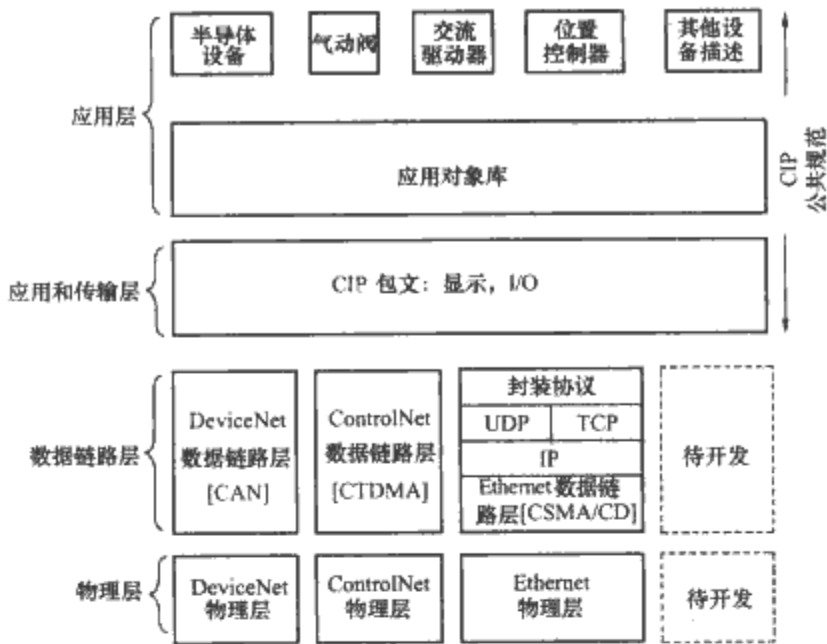 半导体
设备
气动阀
交流
驱动器
位置
控制器
其他设
备描述
应用层
应用对象库
CIP
公共规范
应用和传输层
CIP 包文：显示，I/O
数据链路层
DeviceNet
数据链路层
[CAN]
ControlNet
数据链路层
[CTDMA]
封装协议
UDP
TCP
IP
Ethernet数据链
路层[CSMA/CD]
待开发
物理层
DeviceNet
物理层
ControlNet
物理层
Ethernet
物理层
待开发